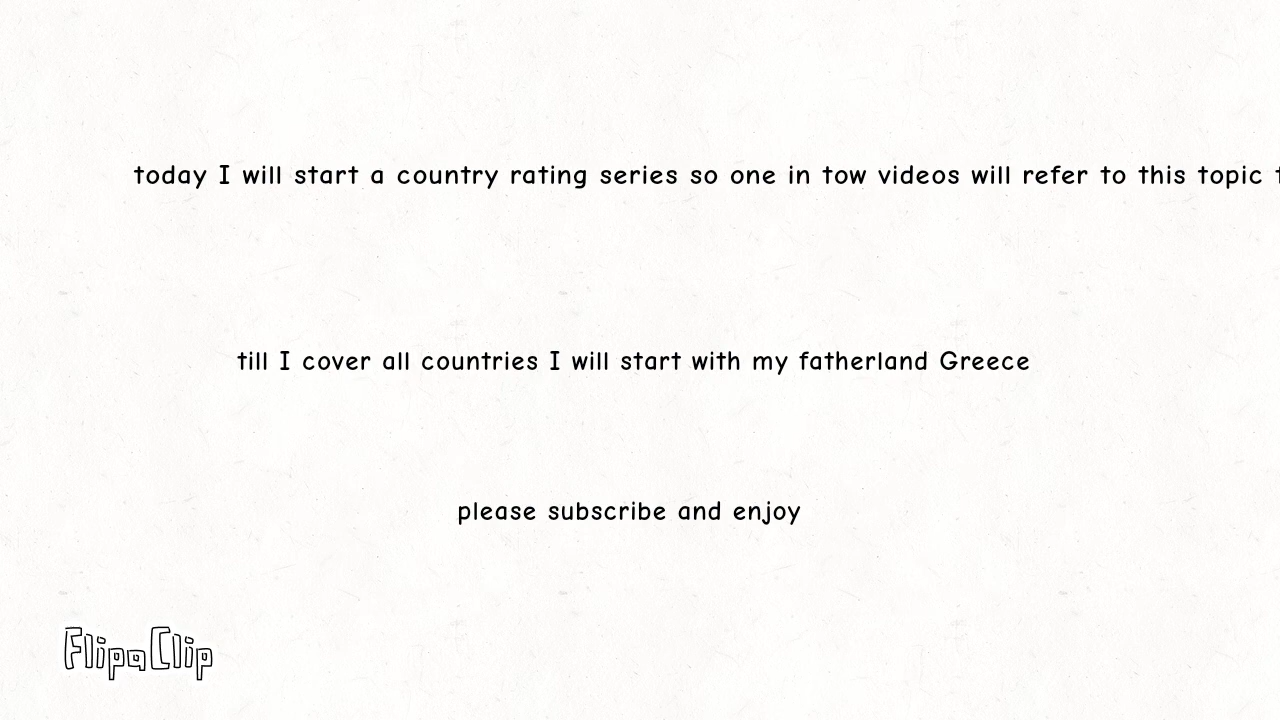 today I will start a country rating series so one in tow videos will refer to this topic
till I cover all countries I will start with my fatherland Greece
please subscribe and enjoy
FlipaClip